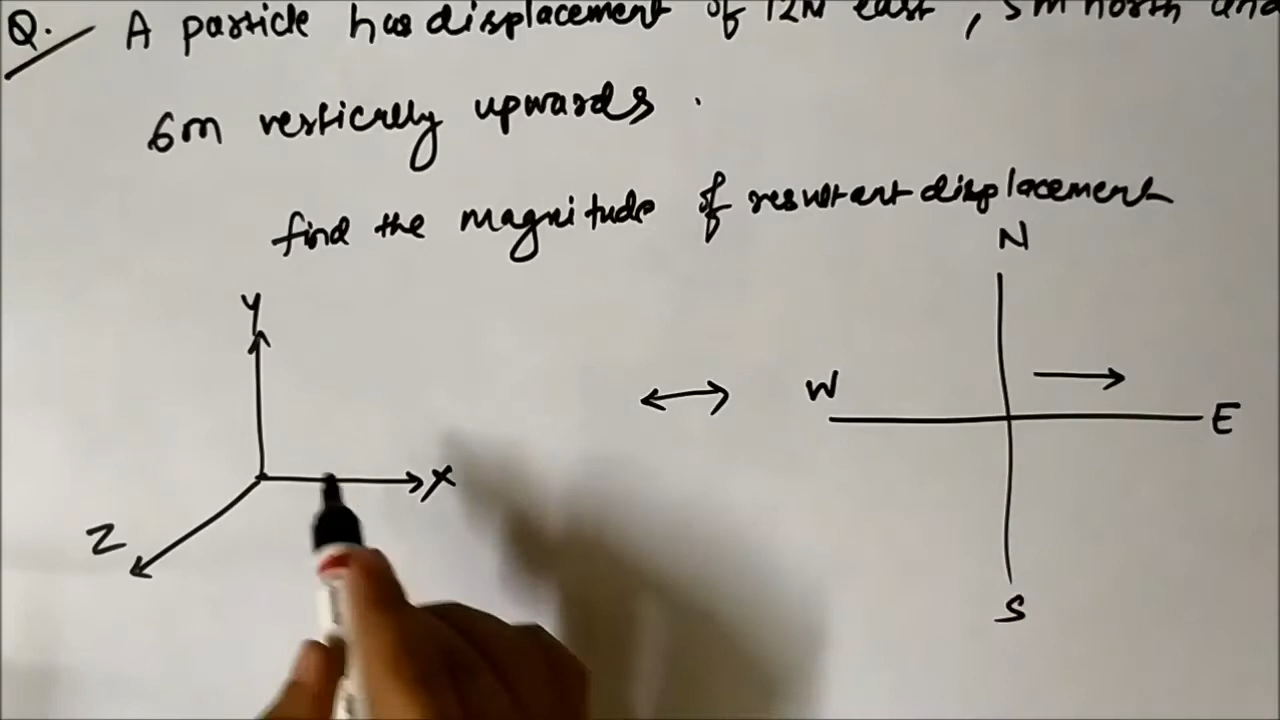 Q. A particle has displacement of 12m east, 5m north and
6m vertically upwards.
find the magnitude of resultant displacement
N
Y
W
E
X
Z
S